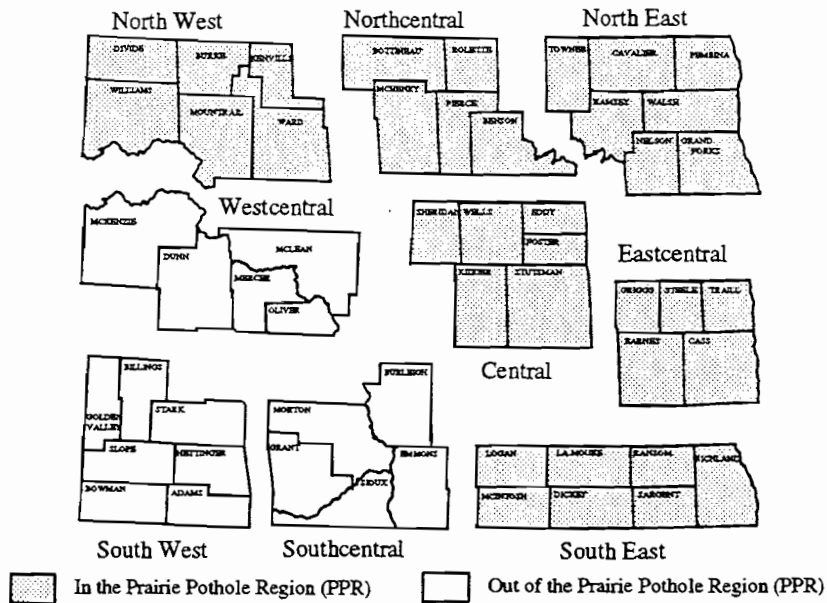 North West
Northcentral
North East
DIVIDE
BURKE
RENVILLE
WILLIAMS
MOUNTRAIL
WARD
BOTTINEAU
ROLETTE
MCHENRY
PIERCE
BENSON
TOWNER
CAVALIER
PEMBINA
RAMSEY
WALSH
NELSON
GRAND
FORKS
Westcentral
MCKENZIE
DUNN
MCLEAN
MERCER
OLIVER
SHERIDAN
WELLS
EDDY
FOSTER
KIDDER
STUTSMAN
Central
Eastcentral
GRIGGS
STEELE
TRAILL
BARNES
CASS
BILLINGS
GOLDEN
VALLEY
STARK
SLOPE
HETTINGER
BOWMAN
ADAMS
South West
BURLEIGH
MORTON
GRANT
EMMONS
SIOUX
Southcentral
LOGAN
LA MOURE
RANSOM
RICHLAND
MCINTOSH
DICKEY
SARGENT
South East
In the Prairie Pothole Region (PPR)
Out of the Prairie Pothole Region (PPR)